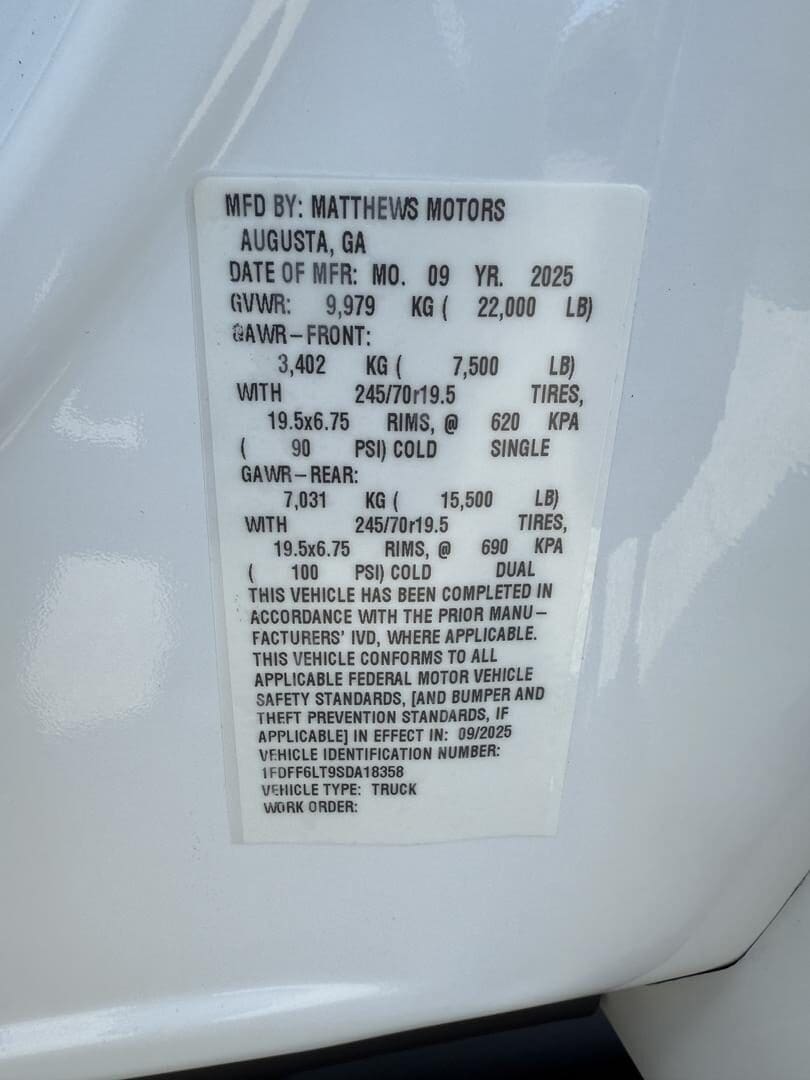 MFD BY: MATTHEWS MOTORS
AUGUSTA, GA
DATE OF MFR: MO. 09 YR. 2025
GVWR: 9,979 KG ( 22,000 LB)
GAWR-FRONT:
3,402 KG ( 7,500 LB)
WITH 245/70r19.5 TIRES,
19.5x6.75 RIMS, @ 620 KPA
( 90 PSI) COLD SINGLE
GAWR-REAR:
7,031 KG ( 15,500 LB)
WITH 245/70r19.5 TIRES,
19.5x6.75 RIMS, @ 690 KPA
( 100 PSI) COLD DUAL
THIS VEHICLE HAS BEEN COMPLETED IN
ACCORDANCE WITH THE PRIOR MANU-
FACTURERS' IVD, WHERE APPLICABLE.
THIS VEHICLE CONFORMS TO ALL
APPLICABLE FEDERAL MOTOR VEHICLE
SAFETY STANDARDS, [AND BUMPER AND
THEFT PREVENTION STANDARDS, IF
APPLICABLE] IN EFFECT IN: 09/2025
VEHICLE IDENTIFICATION NUMBER:
1FDFF6LT9SDA18358
VEHICLE TYPE: TRUCK
WORK ORDER: